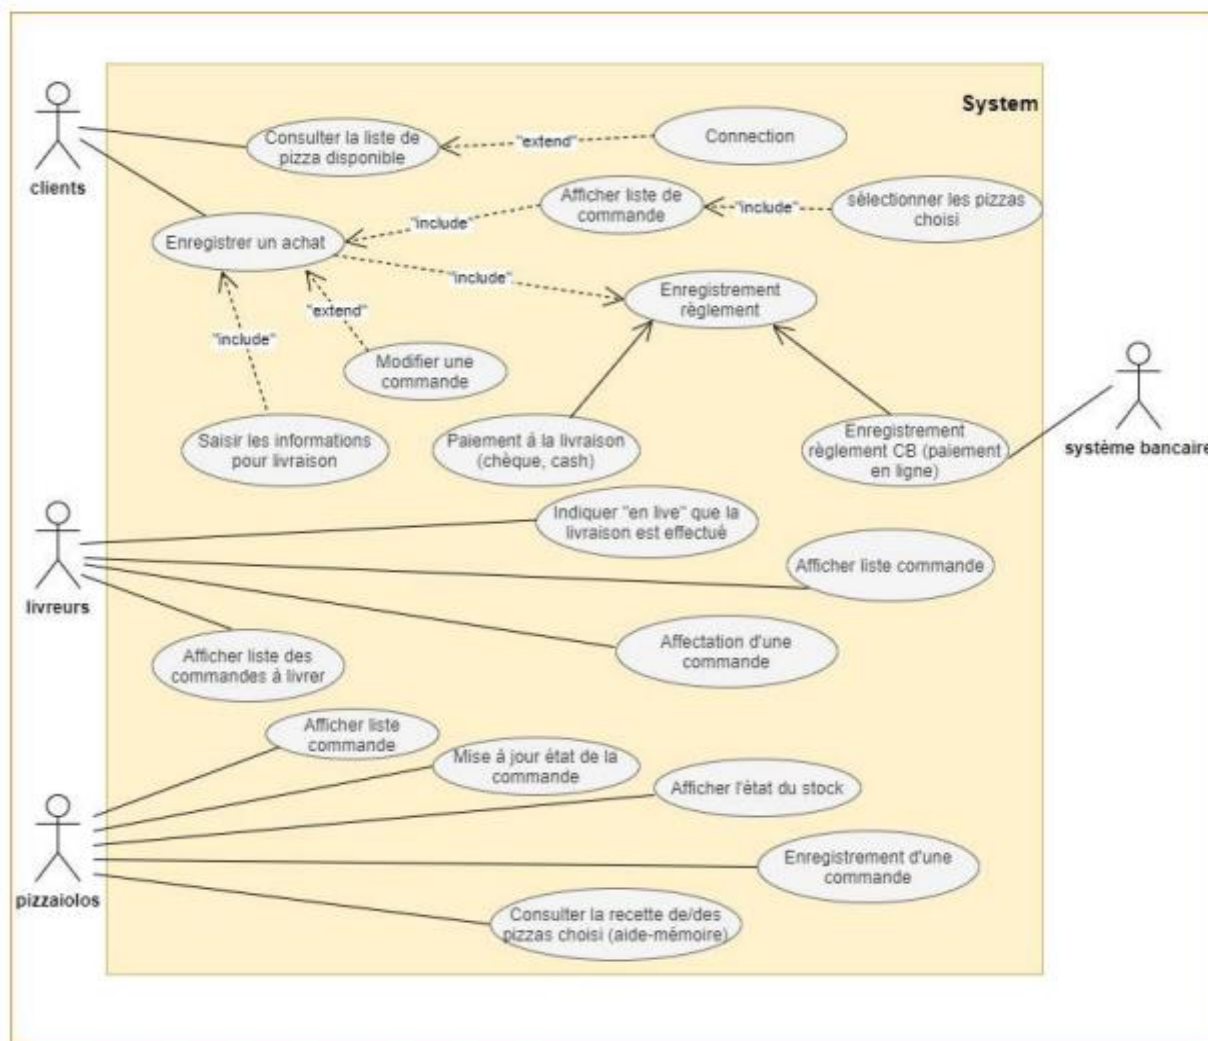 System
clients
Consulter la liste de
pizza disponible
"extend"
Connection
Afficher liste de
commande
"include"
sélectionner les pizzas
choisi
"include"
Enregistrer un achat
"include"
Enregistrement
règlement
"extend"
"include"
Modifier une
commande
Saisir les informations
pour livraison
Paiement à la livraison
(chèque, cash)
Enregistrement
règlement CB (paiement
en ligne)
système bancaire
Indiquer "en live" que la
livraison est effectué
Afficher liste commande
livreurs
Affectation d'une
commande
Afficher liste des
commandes à livrer
Afficher liste
commande
Mise à jour état de la
commande
Afficher l'état du stock
Enregistrement d'une
commande
pizzaiolos
Consulter la recette de/des
pizzas choisi (aide-mémoire)